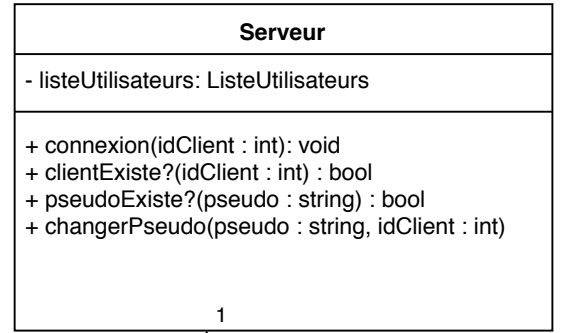 Serveur
- listeUtilisateurs: ListeUtilisateurs
+ connexion(idClient : int): void
+ clientExiste?(idClient : int) : bool
+ pseudoExiste?(pseudo : string) : bool
+ changerPseudo(pseudo : string, idClient : int)
1